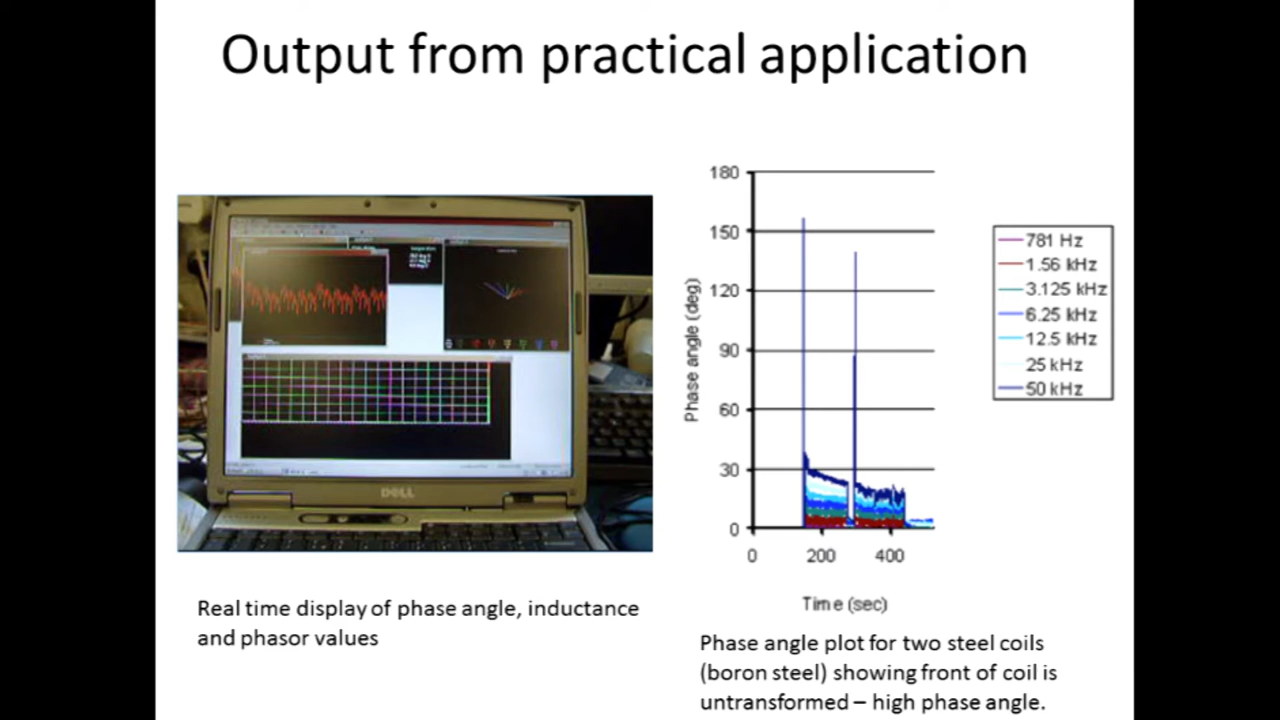 Output from practical application
DELL
Real time display of phase angle, inductance
and phasor values
180
150
120
90
60
30
0
0 200 400
Phase angle (deg)
Time (sec)
781 Hz
1.56 kHz
3.125 kHz
6.25 kHz
12.5 kHz
25 kHz
50 kHz
Phase angle plot for two steel coils
(boron steel) showing front of coil is
untransformed – high phase angle.